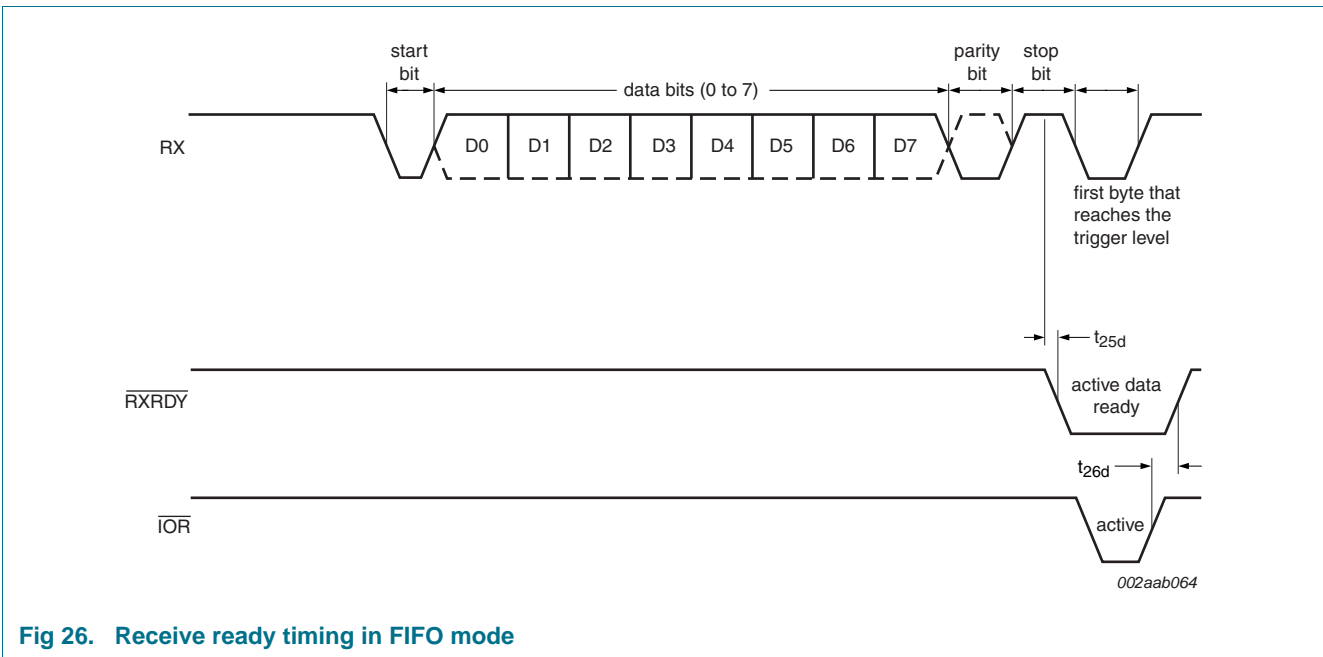 start
bit
data bits (0 to 7)
parity
bit
stop
bit
RX
D0 D1 D2 D3 D4 D5 D6 D7
first byte that
reaches the
trigger level
t25d
RXRDY
active data
ready
t26d
IOR
active
002aab064
Fig 26. Receive ready timing in FIFO mode